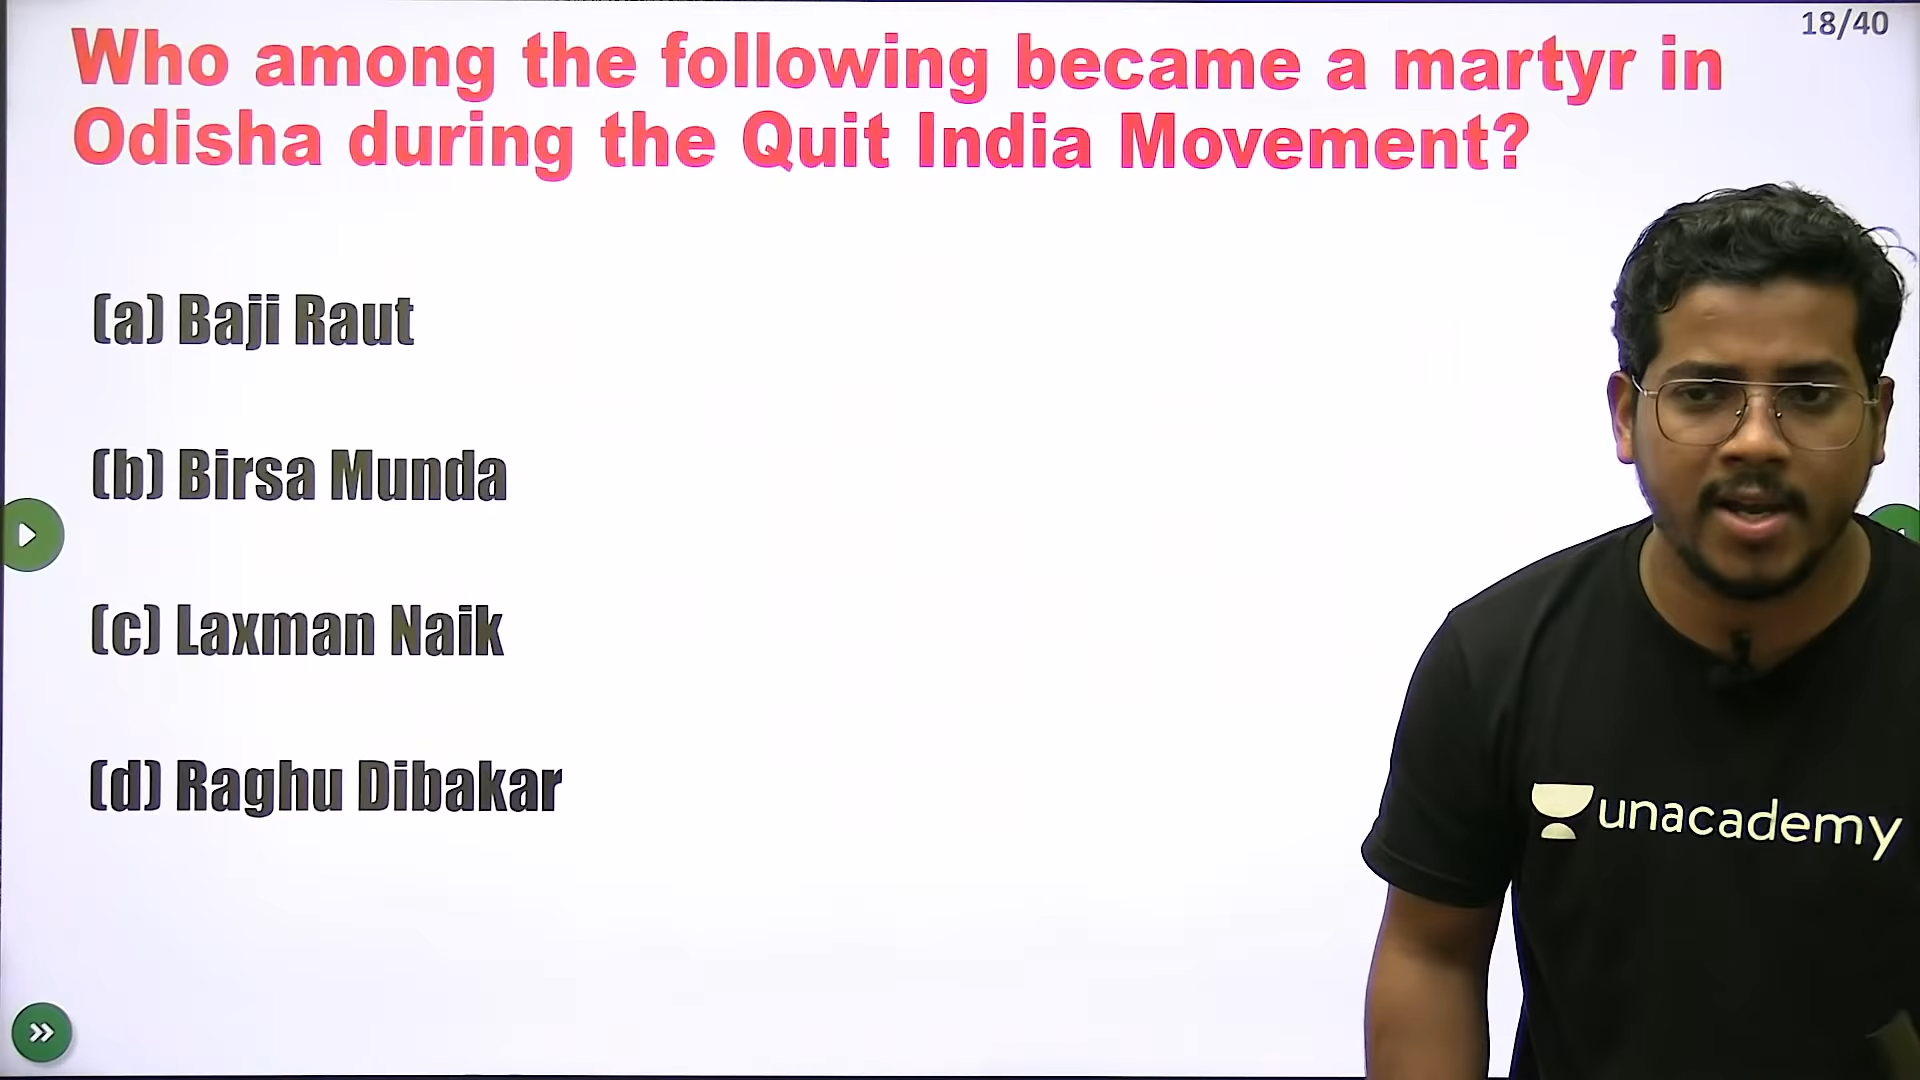 18/40
Who among the following became a martyr in
Odisha during the Quit India Movement?
(a) Baji Raut
(b) Birsa Munda
(c) Laxman Naik
(d) Raghu Dibakar
unacademy